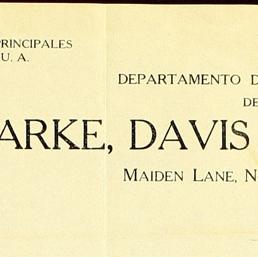 PRINCIPALES
U. A.
DEPARTAMENTO D
DE
ARKE, DAVIS
MAIDEN LANE, N